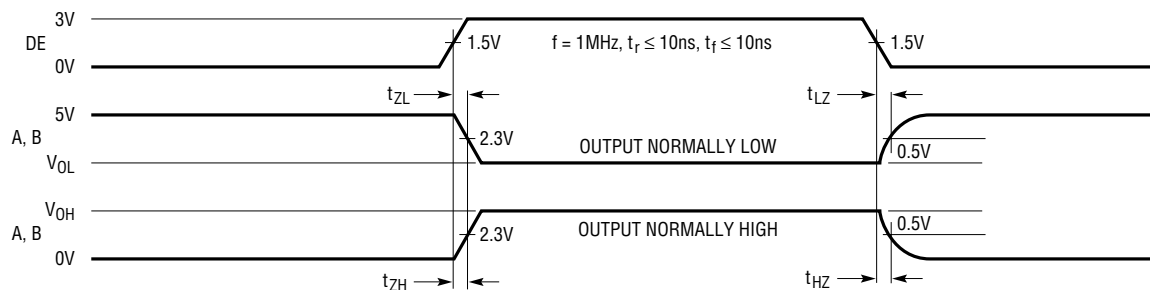 3V
DE
1.5V
f = 1MHz, tr ≤ 10ns, tf ≤ 10ns
1.5V
0V
tZL
tLZ
5V
A, B
2.3V
OUTPUT NORMALLY LOW
0.5V
VOL
VOH
A, B
2.3V
OUTPUT NORMALLY HIGH
0.5V
0V
tZH
tHZ